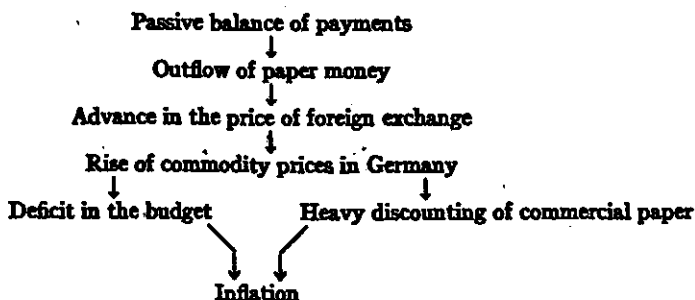 Passive balance of payments
Outflow of paper money
Advance in the price of foreign exchange
Rise of commodity prices in Germany
Deficit in the budget Heavy discounting of commercial paper
Inflation